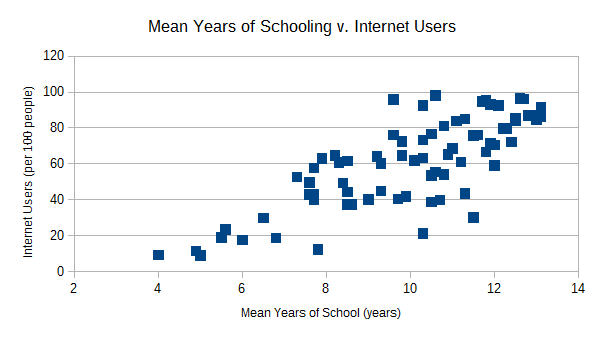 Mean Years of Schooling v. Internet Users
120
100
80
60
40
20
0
2 4 6 8 10 12 14
Internet Users (per 100 people)
Mean Years of School (years)